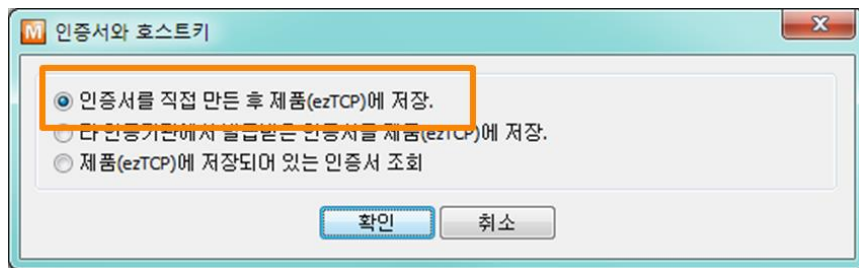 M 인증서와 호스트키
인증서를 직접 만든 후 제품(ezTCP)에 저장.
타 인증기관에서 발급받은 인증서를 제품(ezTCP)에 저장.
제품(ezTCP)에 저장되어 있는 인증서 조회
확인 취소